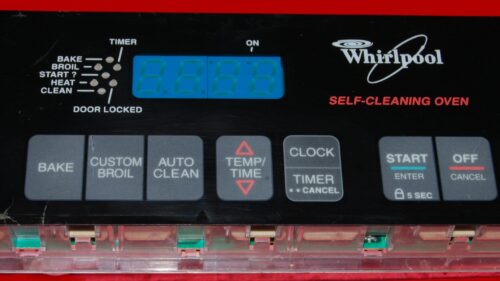 TIMER
BAKE
BROIL
START ?
HEAT
CLEAN
DOOR LOCKED
ON
Whirlpool
SELF-CLEANING OVEN
BAKE
CUSTOM
BROIL
AUTO
CLEAN
TEMP/
TIME
CLOCK
TIMER
** CANCEL
START
ENTER
5 SEC
OFF
CANCEL